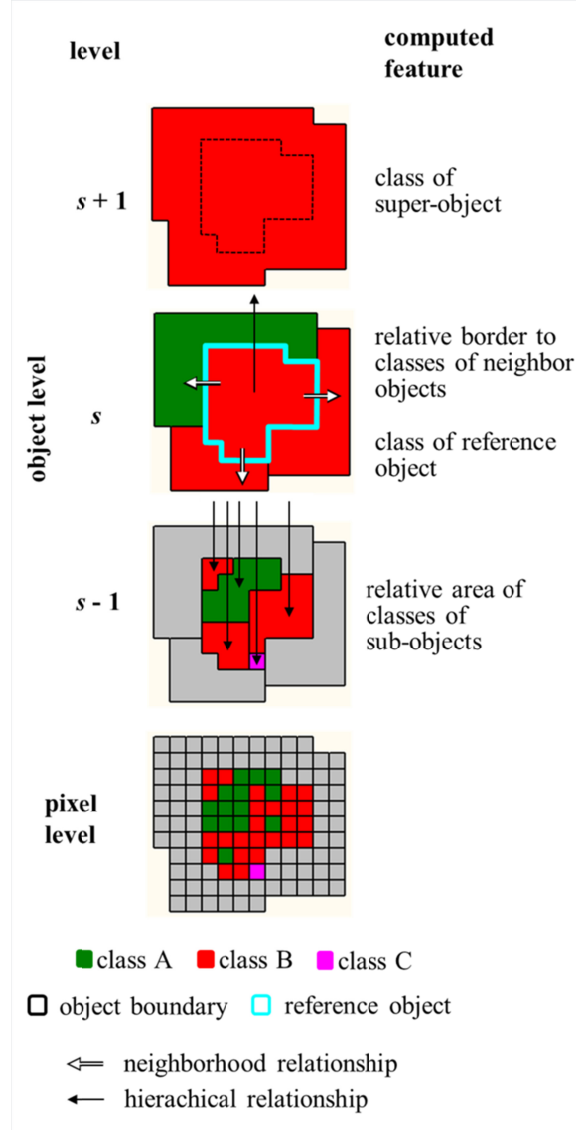 level
computed
feature
s + 1
class of
super-object
object level
s
relative border to
classes of neighbor
objects
class of reference
object
s - 1
relative area of
classes of
sub-objects
pixel
level
class A
class B
class C
object boundary
reference object
neighborhood relationship
hierachical relationship